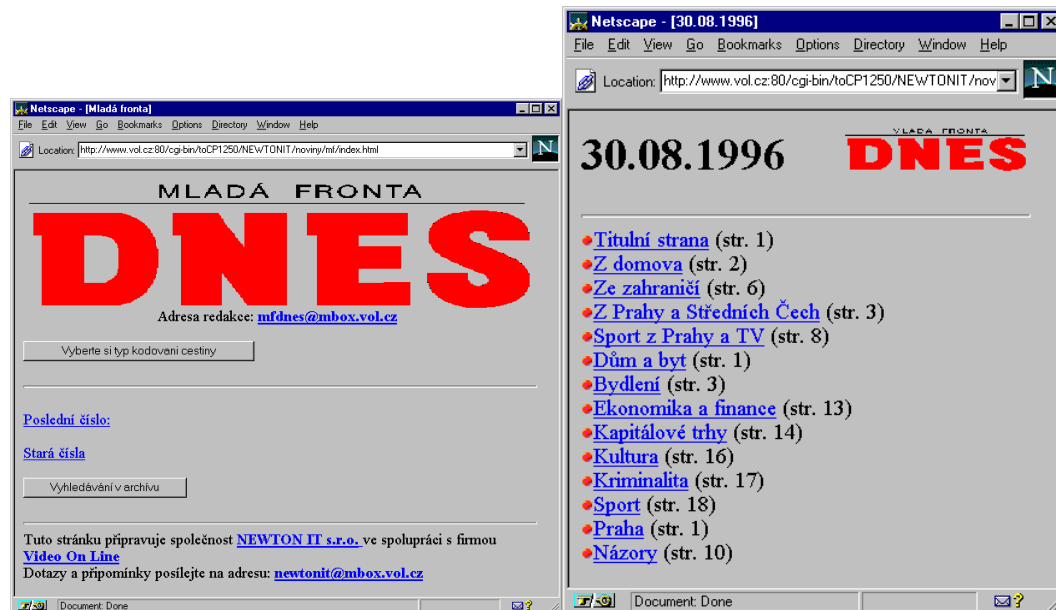 Netscape - [Mladá fronta]
File Edit View Go Bookmarks Options Directory Window Help
Location: http://www.vol.cz:80/cgi-bin/toCP1250/NEWTONIT/noviny/mf/index.html
N
MLADÁ FRONTA
DNES
Adresa redakce: mfdnes@mbox.vol.cz
Vyberte si typ kodovani cestiny
Poslední číslo:
Stará čísla
Vyhledávání v archívu
Tuto stránku připravuje společnost NEWTON IT s.r.o. ve spolupráci s firmou
Video On Line
Dotazy a připomínky posílejte na adresu: newtonit@mbox.vol.cz
Document: Done
Netscape - [30.08.1996]
File Edit View Go Bookmarks Options Directory Window Help
Location: http://www.vol.cz:80/cgi-bin/toCP1250/NEWTONIT/nov
N
30.08.1996
MLADÁ FRONTA
DNES
Titulní strana (str. 1)
Z domova (str. 2)
Ze zahraničí (str. 6)
Z Prahy a Středních Čech (str. 3)
Sport z Prahy a TV (str. 8)
Dům a byt (str. 1)
Bydlení (str. 3)
Ekonomika a finance (str. 13)
Kapitálové trhy (str. 14)
Kultura (str. 16)
Kriminalita (str. 17)
Sport (str. 18)
Praha (str. 1)
Názory (str. 10)
Document: Done